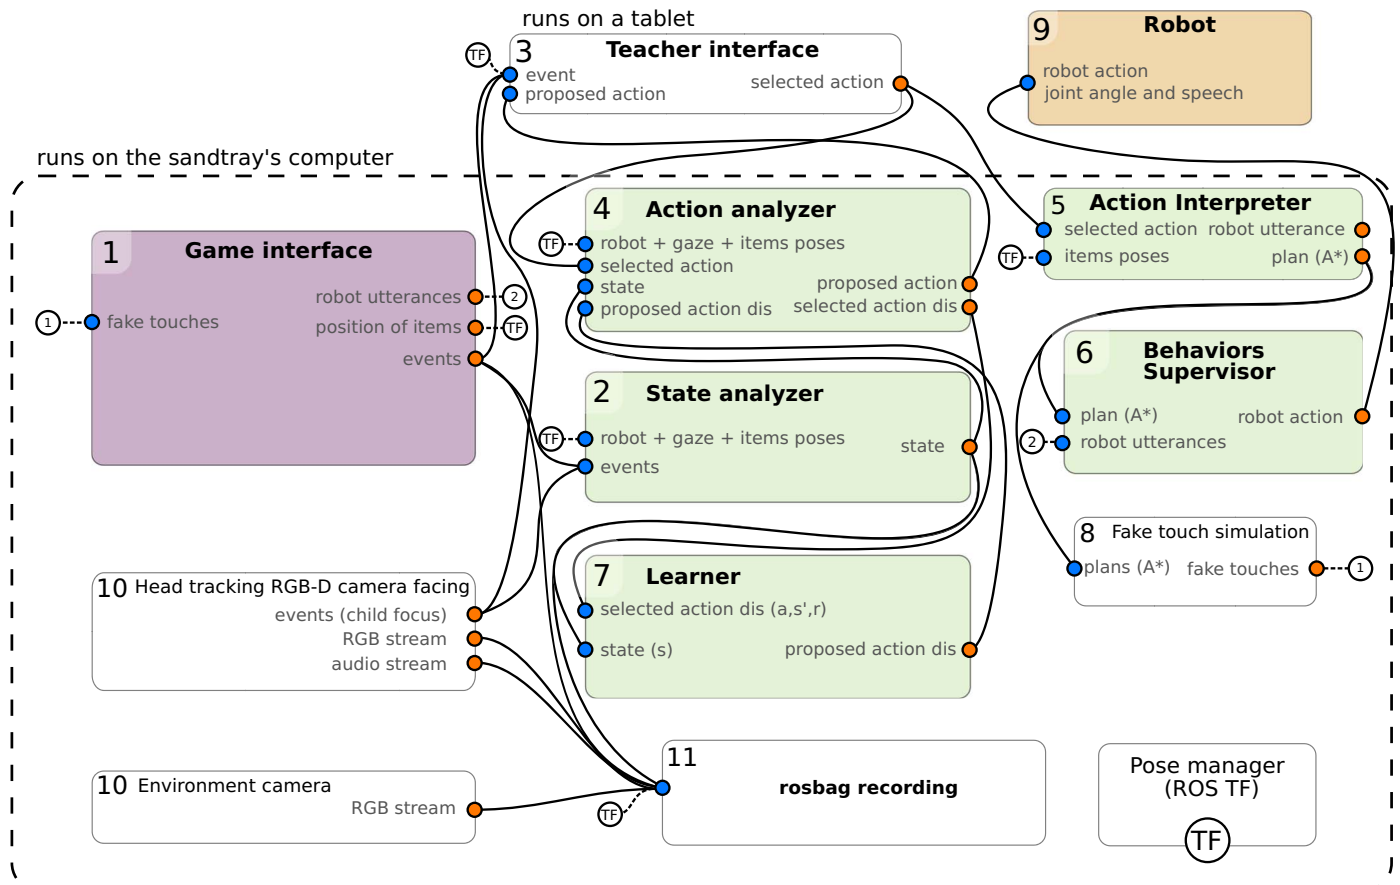 runs on a tablet
3
Teacher interface
TF
event
proposed action
selected action
9
Robot
robot action
joint angle and speech
runs on the sandtray's computer
1
Game interface
robot utterances
2
position of items
TF
events
1
fake touches
4
Action analyzer
TF
robot + gaze + items poses
selected action
state
proposed action dis
proposed action
selected action dis
5
Action Interpreter
selected action
robot utterance
TF
items poses
plan (A*)
2
State analyzer
TF
robot + gaze + items poses
events
state
6
Behaviors
Supervisor
plan (A*)
robot action
2
robot utterances
8
Fake touch simulation
plans (A*)
fake touches
1
10
Head tracking RGB-D camera facing
events (child focus)
RGB stream
audio stream
7
Learner
selected action dis (a,s',r)
state (s)
proposed action dis
10
Environment camera
RGB stream
11
rosbag recording
TF
Pose manager
(ROS TF)
TF